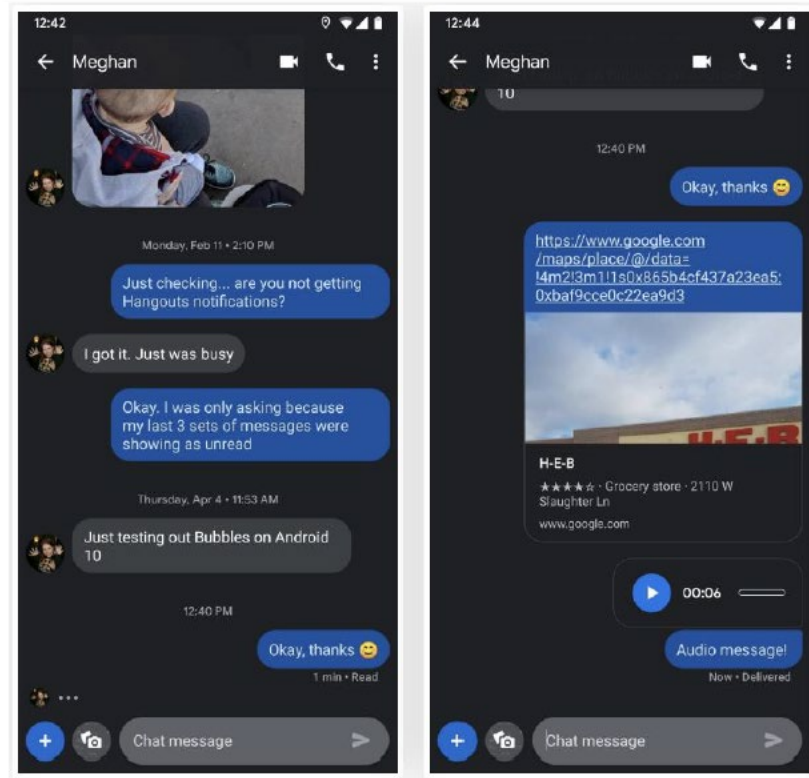 12:42
Meghan
Monday, Feb 11 • 2:10 PM
Just checking... are you not getting
Hangouts notifications?
I got it. Just was busy
Okay. I was only asking because
my last 3 sets of messages were
showing as unread
Thursday, Apr 4 • 11:53 AM
Just testing out Bubbles on Android
10
12:40 PM
Okay, thanks 😊
1 min • Read
Chat message
12:44
Meghan
10
12:40 PM
Okay, thanks 😊
https://www.google.com
/maps/place/@/data=
!4m2!3m1!1s0x865b4cf437a23ea5:
0xbaf9cce0c22ea9d3
H-E-B
H-E-B
★★★★☆ · Grocery store · 2110 W
Slaughter Ln
www.google.com
00:06
Audio message!
Now • Delivered
Chat message